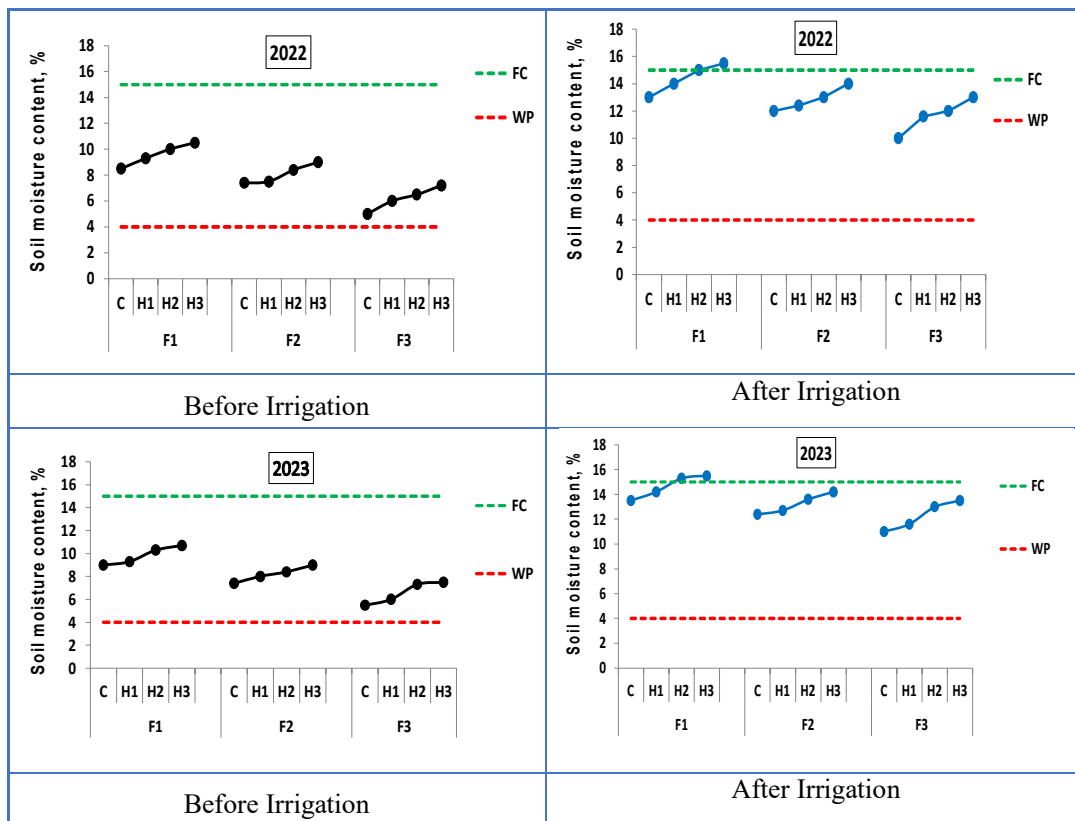 2022
Soil moisture content, %
18
16
14
12
10
8
6
4
2
0
FC
WP
C H1 H2 H3 C H1 H2 H3 C H1 H2 H3
F1 F2 F3
Before Irrigation
2022
Soil moisture content, %
18
16
14
12
10
8
6
4
2
0
FC
WP
C H1 H2 H3 C H1 H2 H3 C H1 H2 H3
F1 F2 F3
After Irrigation
2023
Soil moisture content, %
18
16
14
12
10
8
6
4
2
0
FC
WP
C H1 H2 H3 C H1 H2 H3 C H1 H2 H3
F1 F2 F3
Before Irrigation
2023
Soil moisture content, %
18
16
14
12
10
8
6
4
2
0
FC
WP
C H1 H2 H3 C H1 H2 H3 C H1 H2 H3
F1 F2 F3
After Irrigation